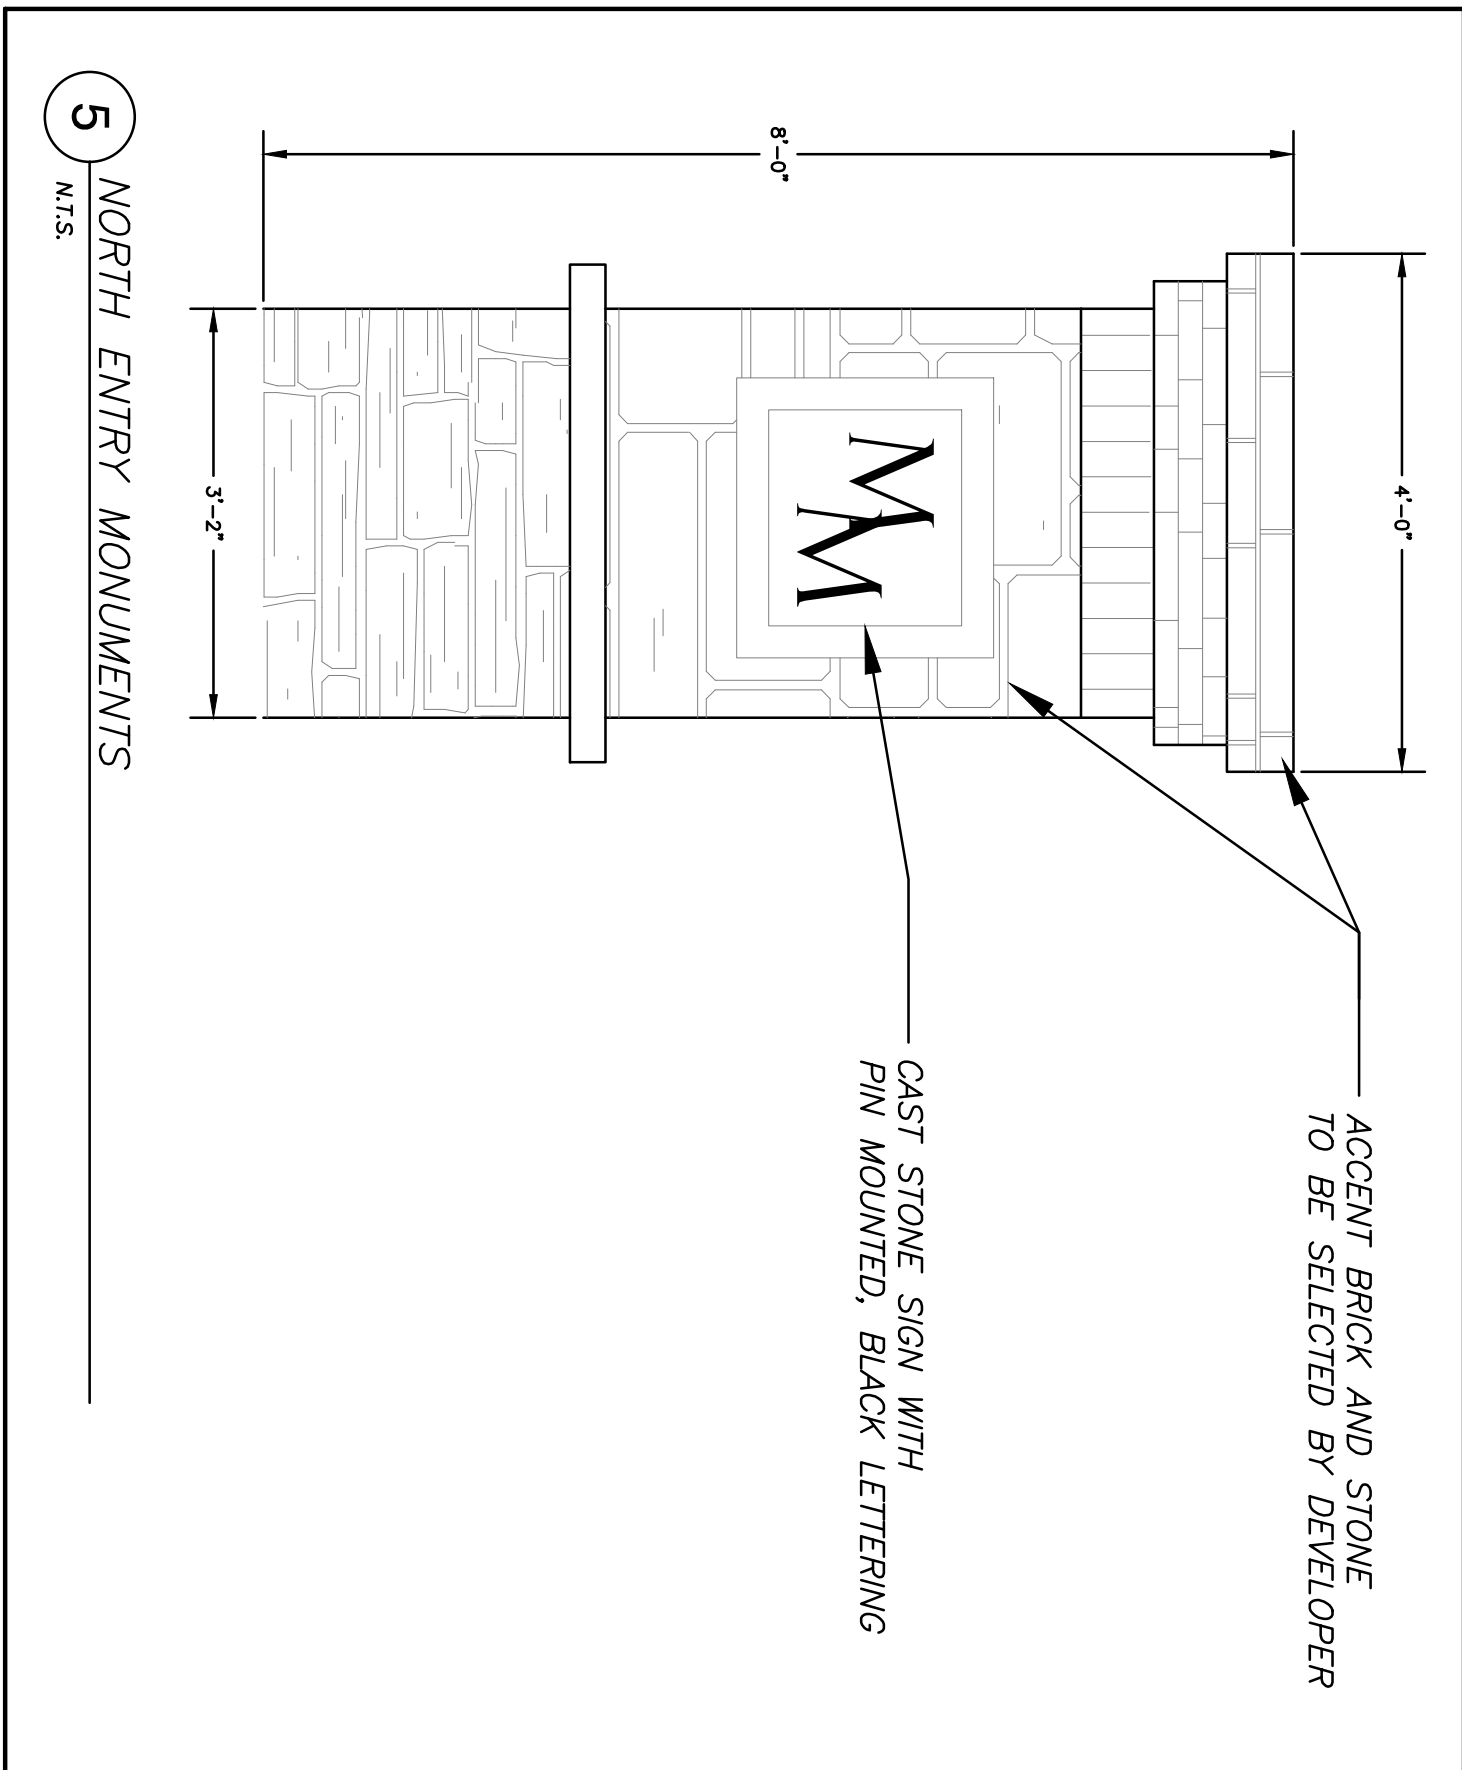 4'-0"
ACCENT BRICK AND STONE
TO BE SELECTED BY DEVELOPER
8'-0"
MM
CAST STONE SIGN WITH
PIN MOUNTED, BLACK LETTERING
3'-2"
5
NORTH ENTRY MONUMENTS
N.T.S.